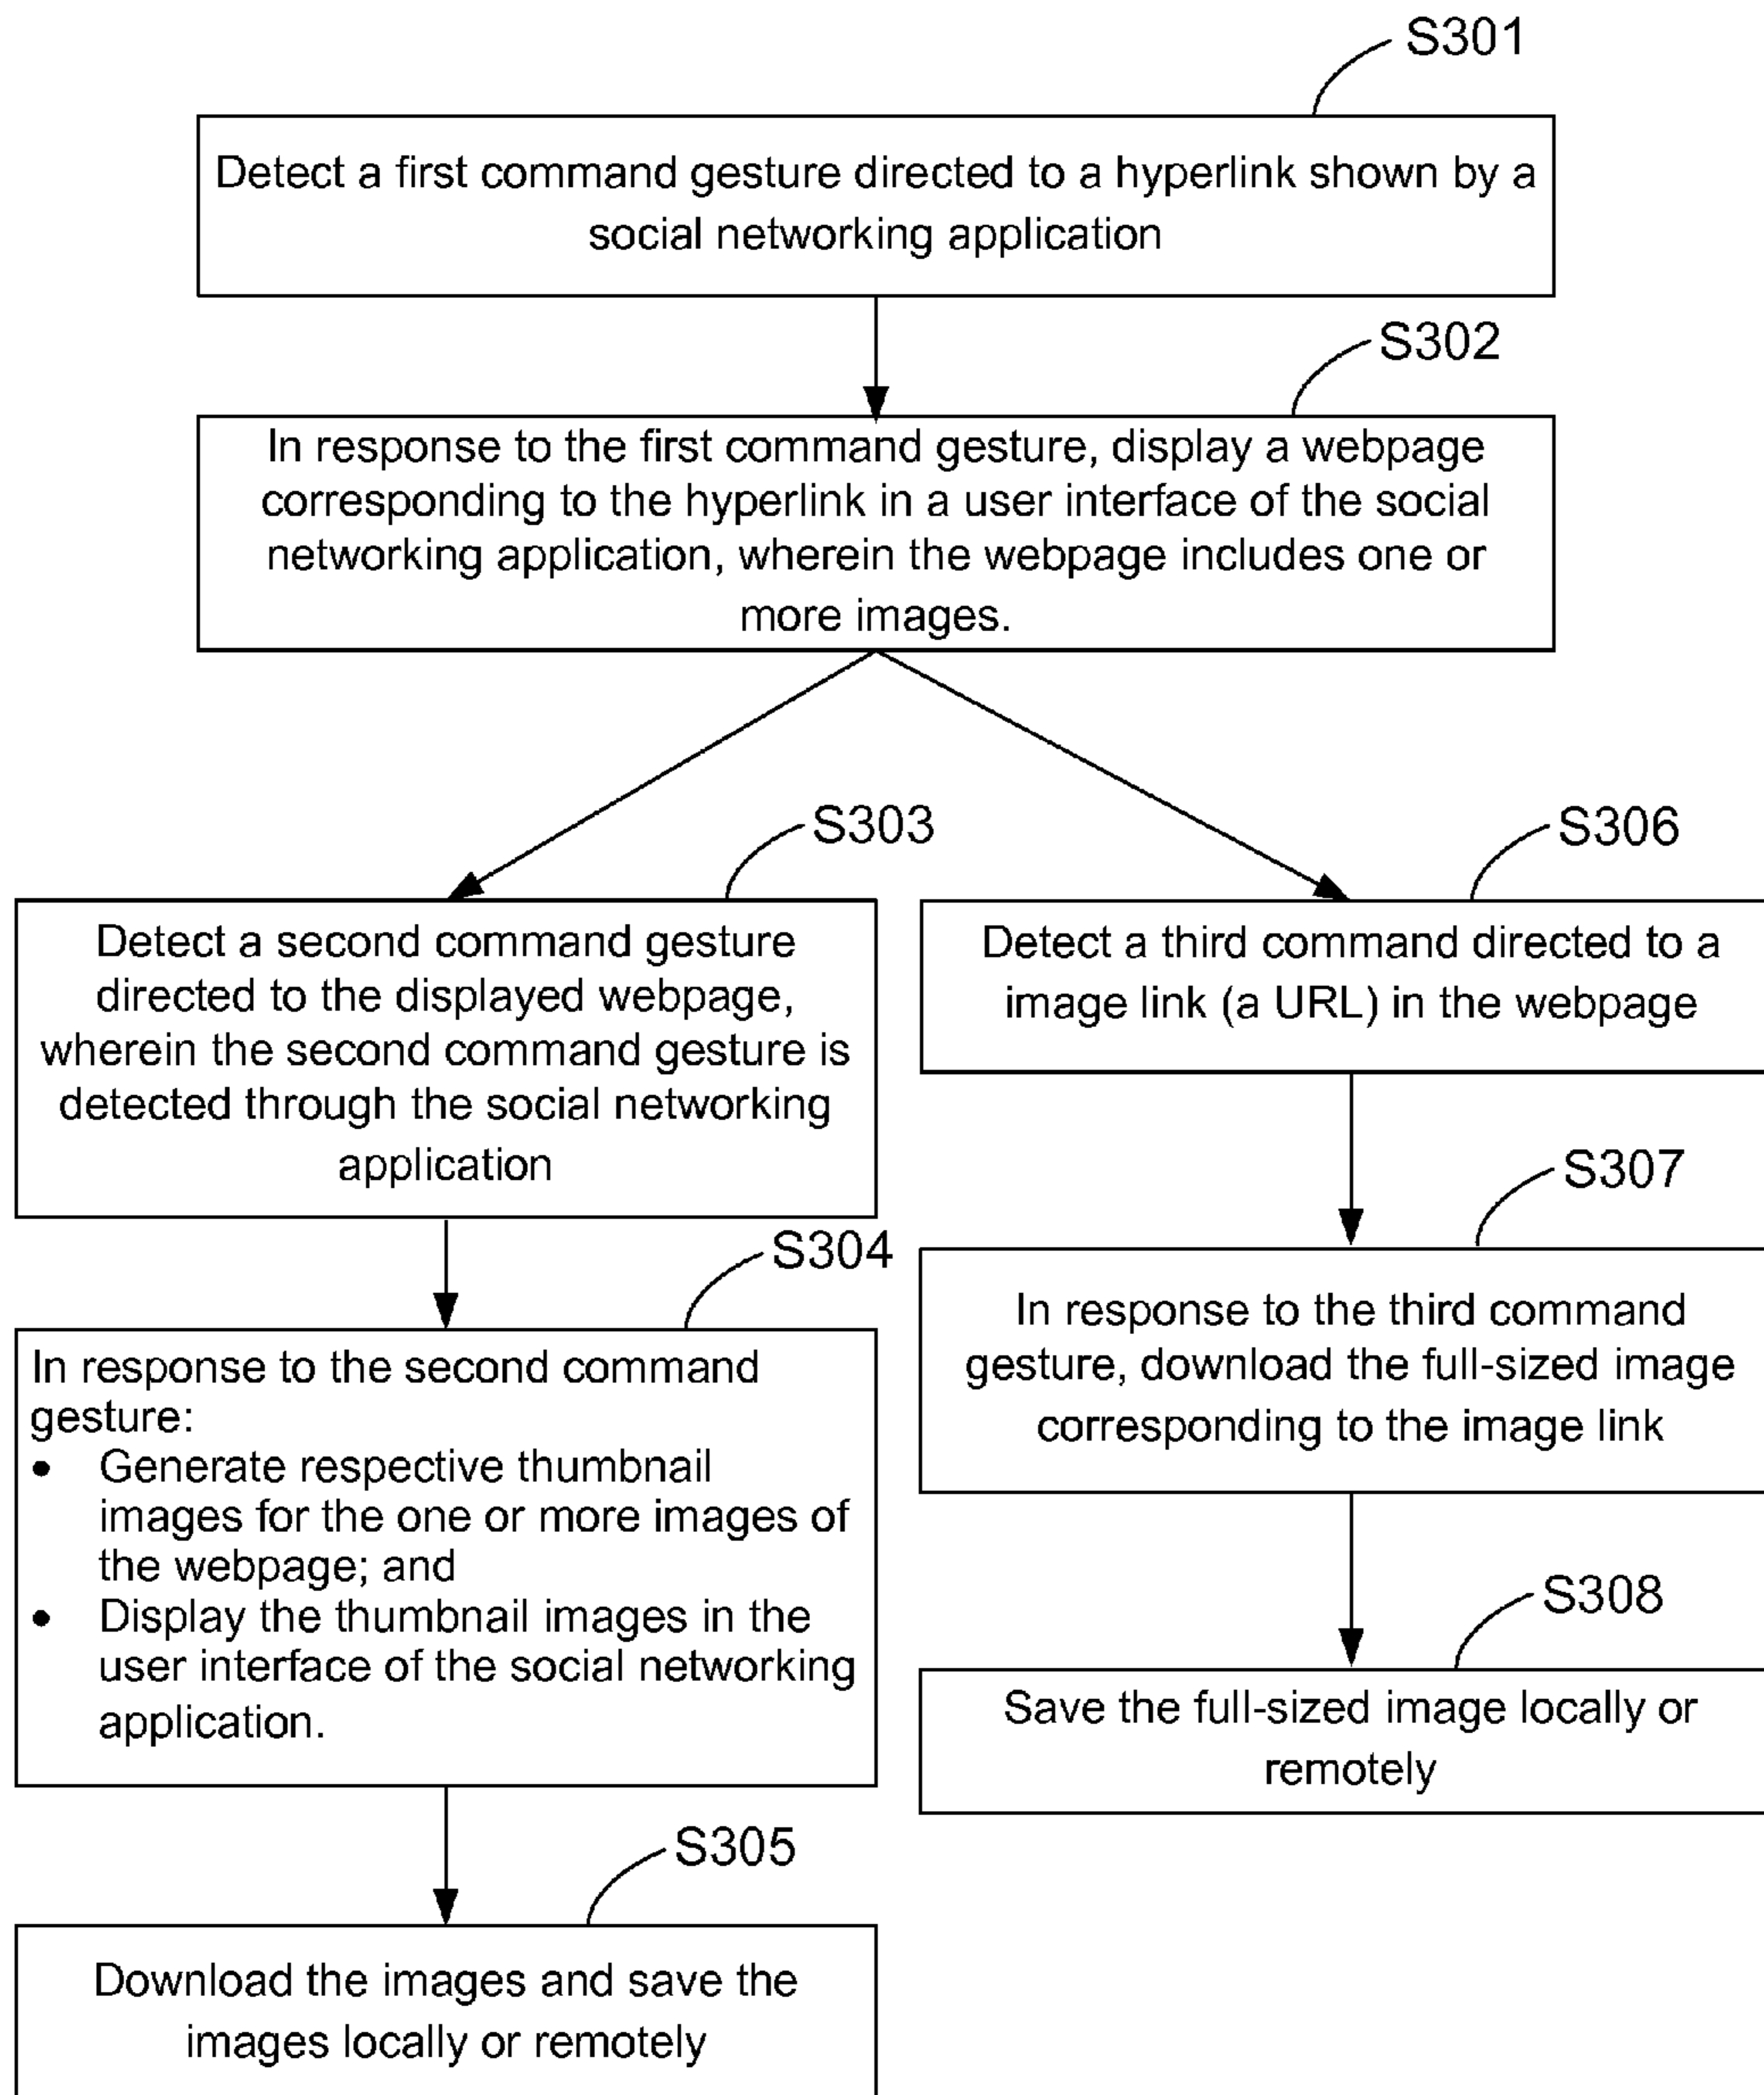 S301
Detect a first command gesture directed to a hyperlink shown by a
social networking application
S302
In response to the first command gesture, display a webpage
corresponding to the hyperlink in a user interface of the social
networking application, wherein the webpage includes one or
more images.
S303
Detect a second command gesture
directed to the displayed webpage,
wherein the second command gesture is
detected through the social networking
application
S304
In response to the second command
gesture:
• Generate respective thumbnail
images for the one or more images of
the webpage; and
• Display the thumbnail images in the
user interface of the social networking
application.
S305
Download the images and save the
images locally or remotely
S306
Detect a third command directed to a
image link (a URL) in the webpage
S307
In response to the third command
gesture, download the full-sized image
corresponding to the image link
S308
Save the full-sized image locally or
remotely